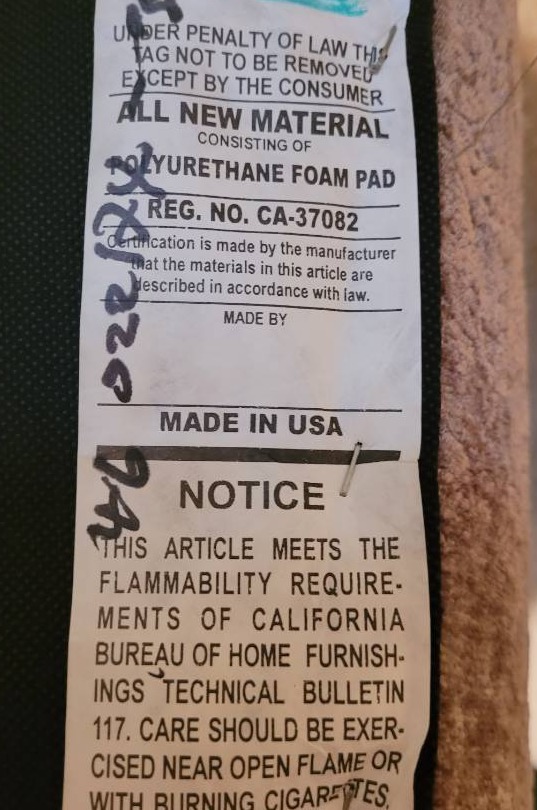 UNDER PENALTY OF LAW THIS
TAG NOT TO BE REMOVED
EXCEPT BY THE CONSUMER
ALL NEW MATERIAL
CONSISTING OF
POLYURETHANE FOAM PAD
REG. NO. CA-37082
Certification is made by the manufacturer
that the materials in this article are
described in accordance with law.
MADE BY
MADE IN USA
NOTICE
THIS ARTICLE MEETS THE
FLAMMABILITY REQUIRE-
MENTS OF CALIFORNIA
BUREAU OF HOME FURNISH-
INGS TECHNICAL BULLETIN
117. CARE SHOULD BE EXER-
CISED NEAR OPEN FLAME OR
WITH BURNING CIGARETTES,